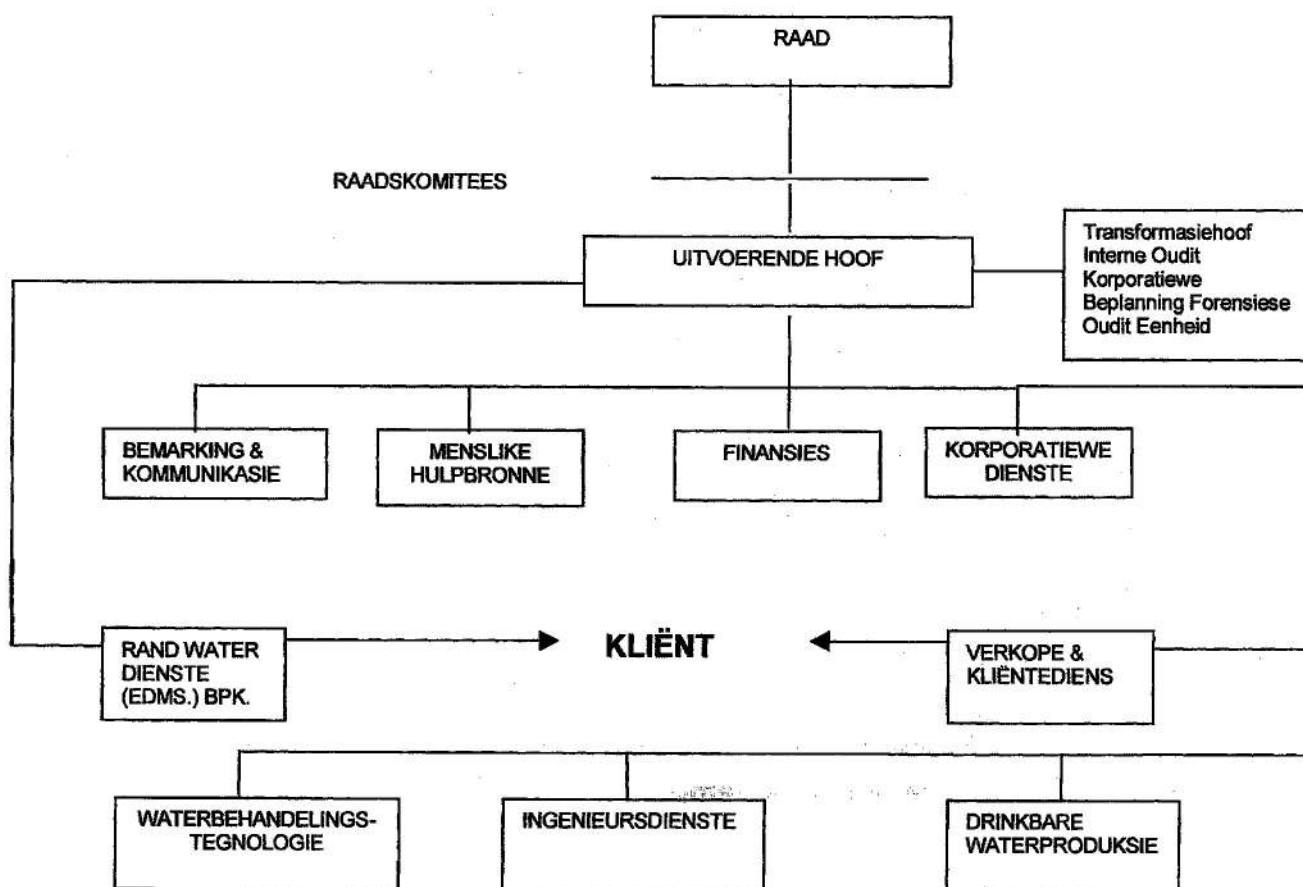 RAAD
RAADSKOMITEES
UITVOERENDE HOOF
Transformasiehoof
Interne Oudit
Korporatiewe
Beplanning Forensiese
Oudit Eenheid
BEMARKING &
KOMMUNIKASIE
MENSLIKE
HULPBRONNE
FINANSIES
KORPORATIEWE
DIENSTE
RAND WATER
DIENSTE
(EDMS.) BPK.
KLIËNT
VERKOPE &
KLIËNTEDIENS
WATERBEHANDELINGS-
TEGNOLOGIE
INGENIEURSDIENSTE
DRINKBARE
WATERPRODUKSIE